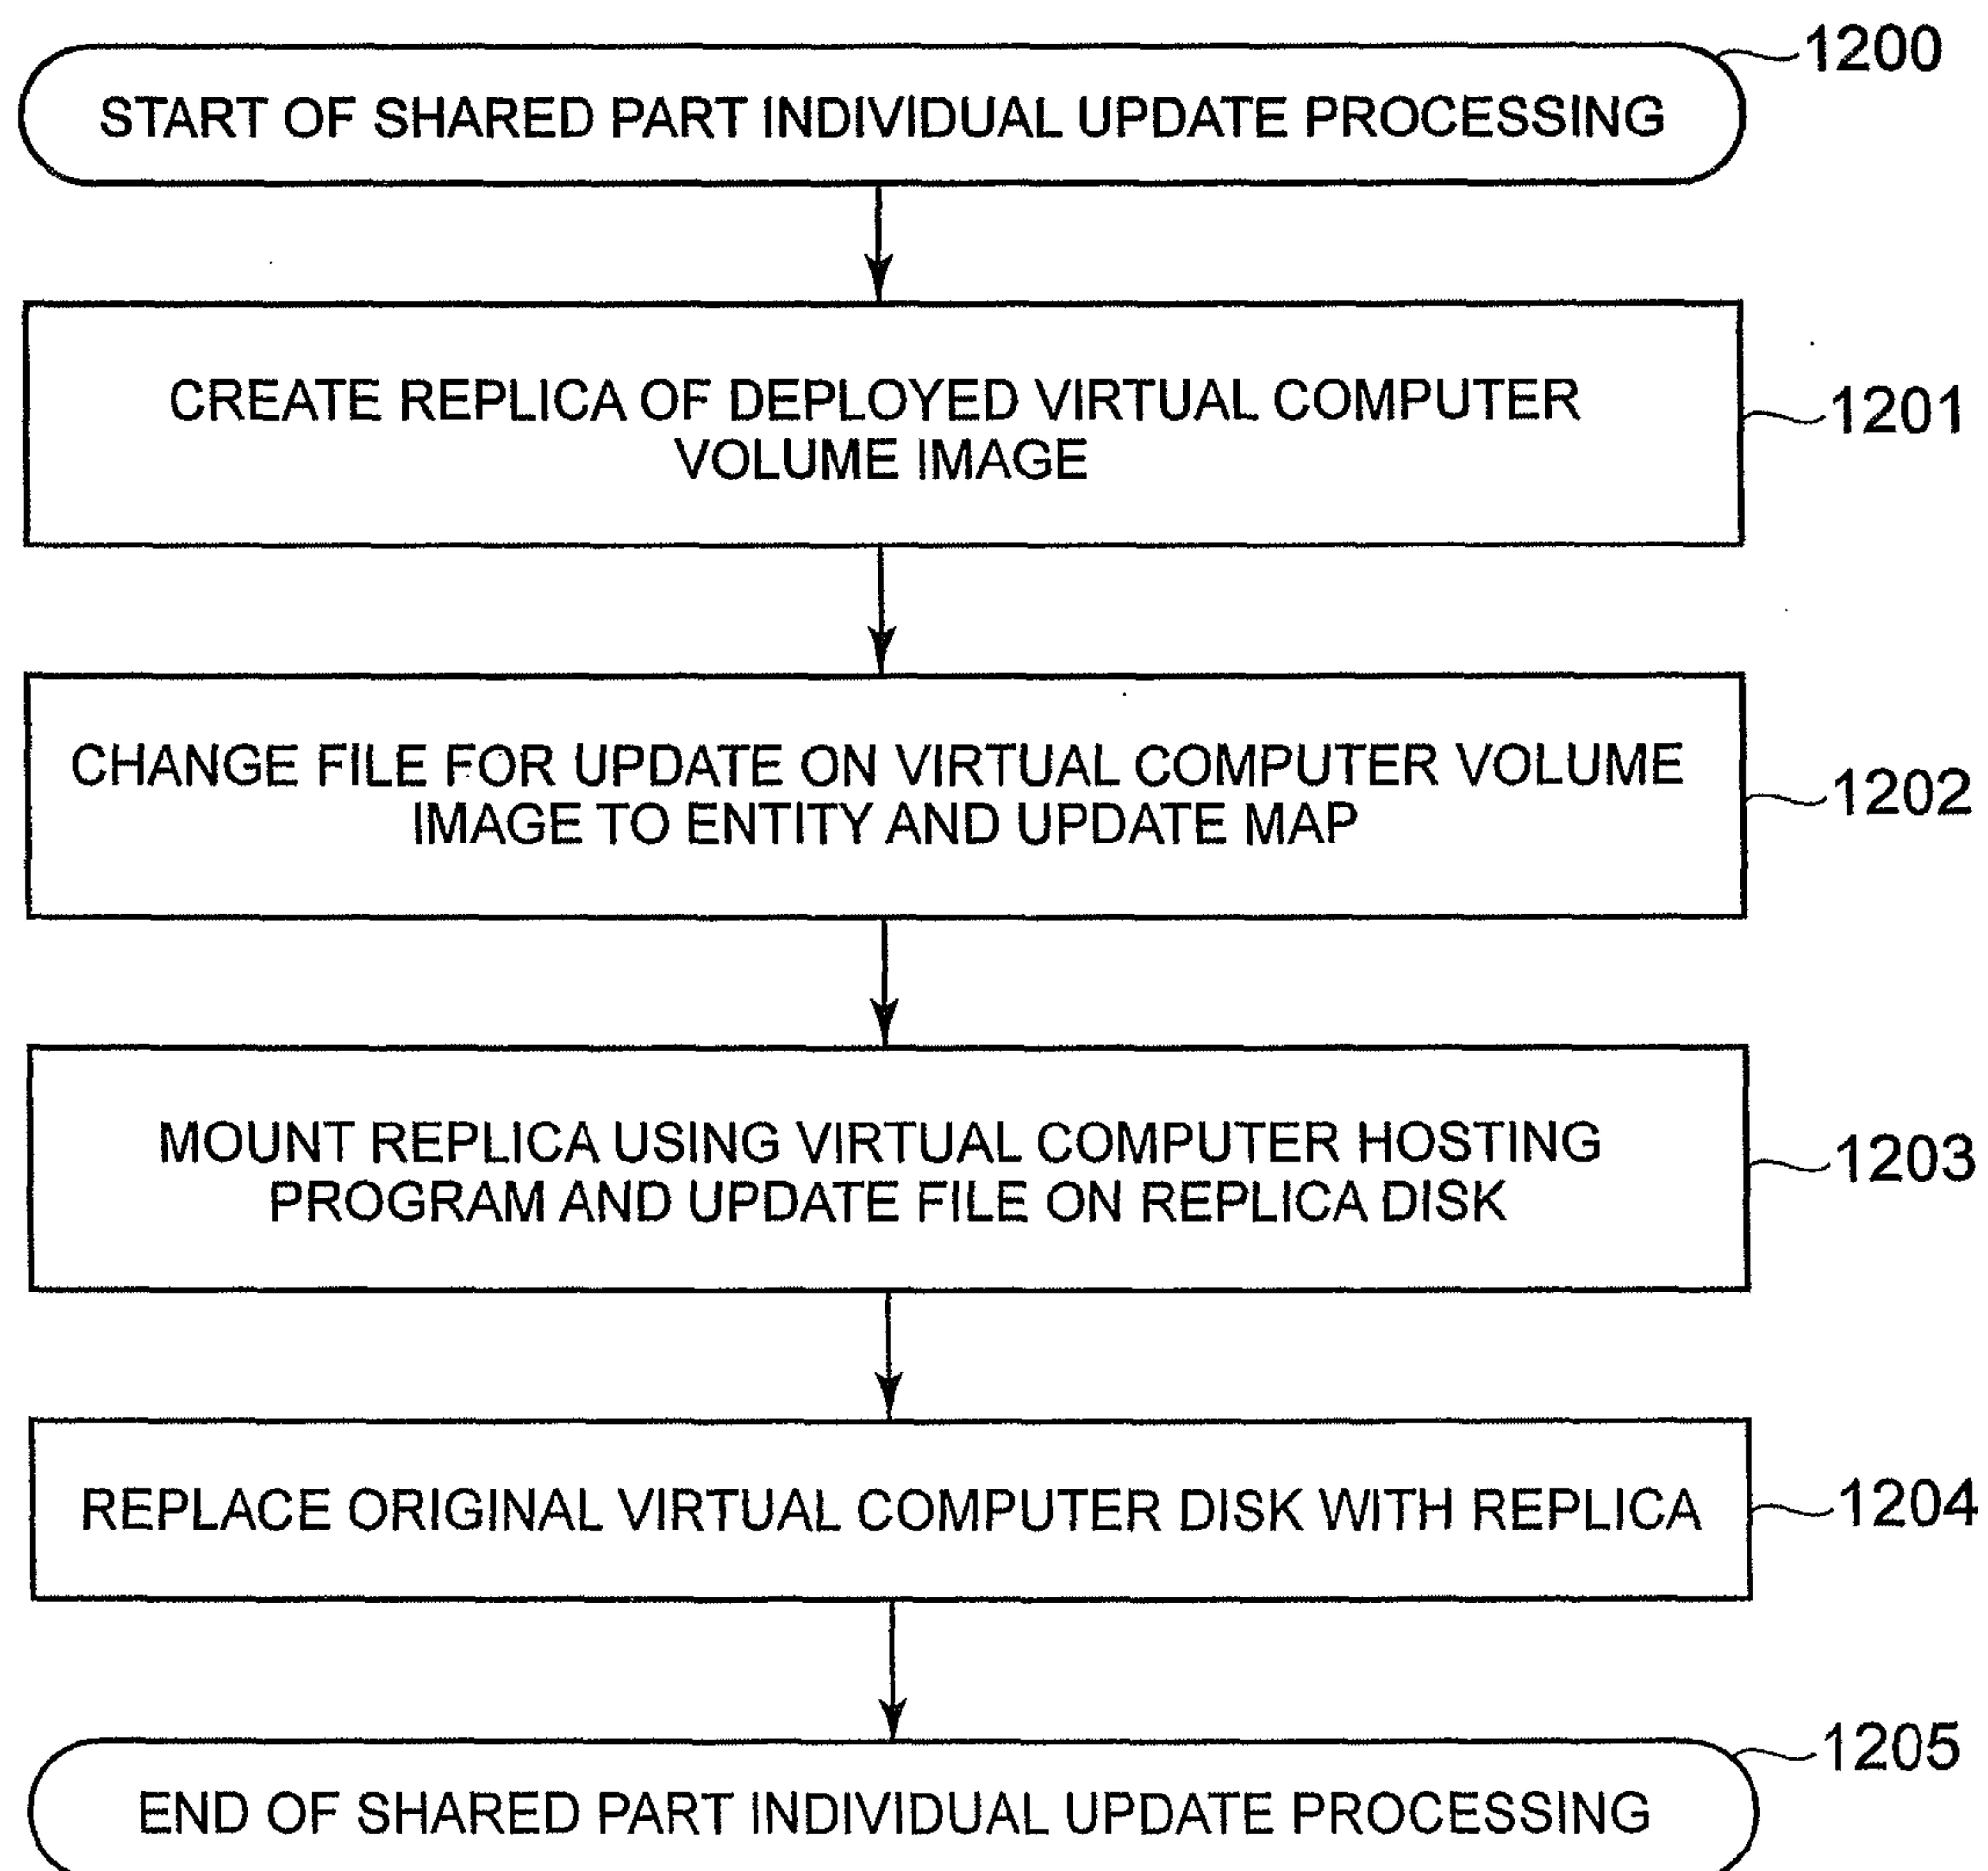 1200
START OF SHARED PART INDIVIDUAL UPDATE PROCESSING
CREATE REPLICA OF DEPLOYED VIRTUAL COMPUTER
VOLUME IMAGE
1201
CHANGE FILE FOR UPDATE ON VIRTUAL COMPUTER VOLUME
IMAGE TO ENTITY AND UPDATE MAP
1202
MOUNT REPLICA USING VIRTUAL COMPUTER HOSTING
PROGRAM AND UPDATE FILE ON REPLICA DISK
1203
REPLACE ORIGINAL VIRTUAL COMPUTER DISK WITH REPLICA
1204
1205
END OF SHARED PART INDIVIDUAL UPDATE PROCESSING